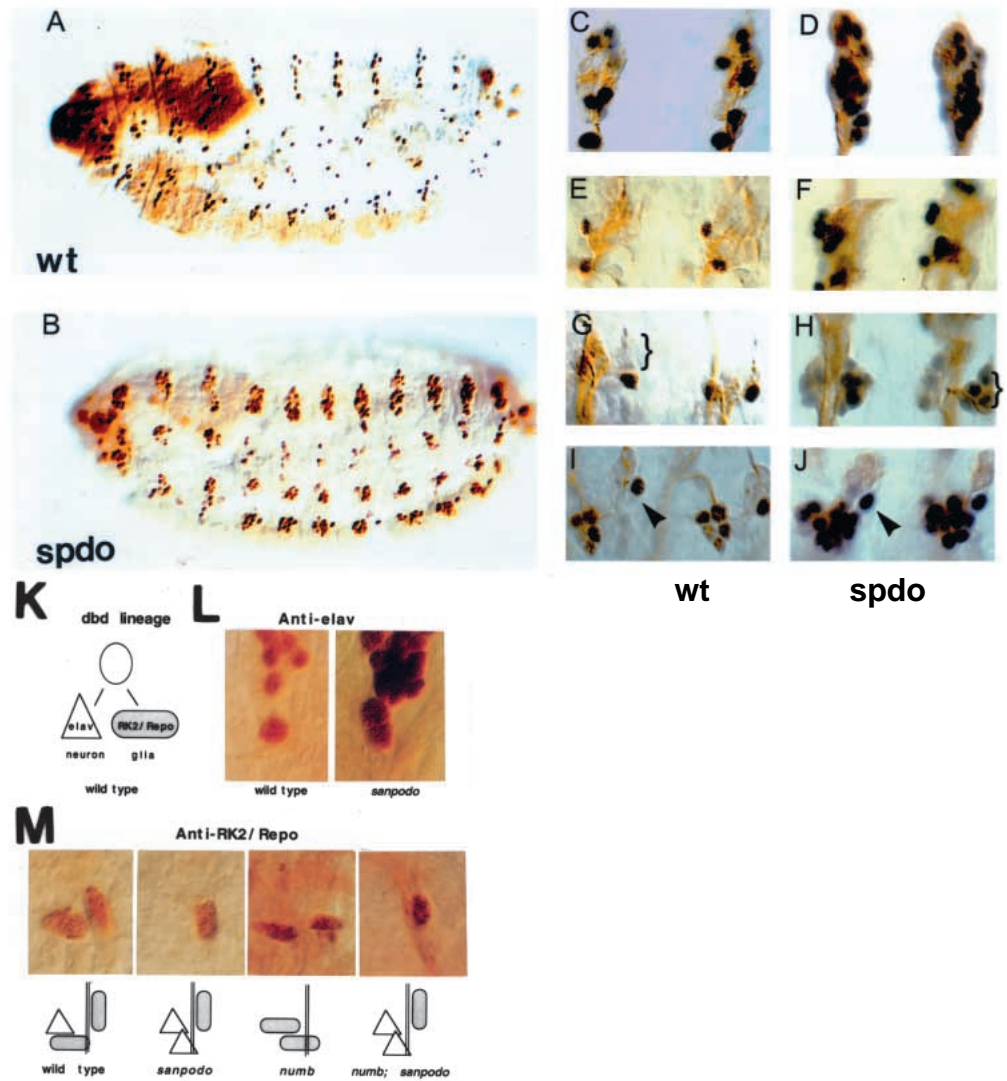 A
wt
B
spdo
C
D
E
F
G
}
H
}
I
J
wt
spdo
K
dbd lineage
elav
RK2/ Repo
neuron
glia
wild type
L
Anti-elav
wild type
sanpodo
M
Anti-RK2/ Repo
wild type
sanpodo
numb
numb; sanpodo